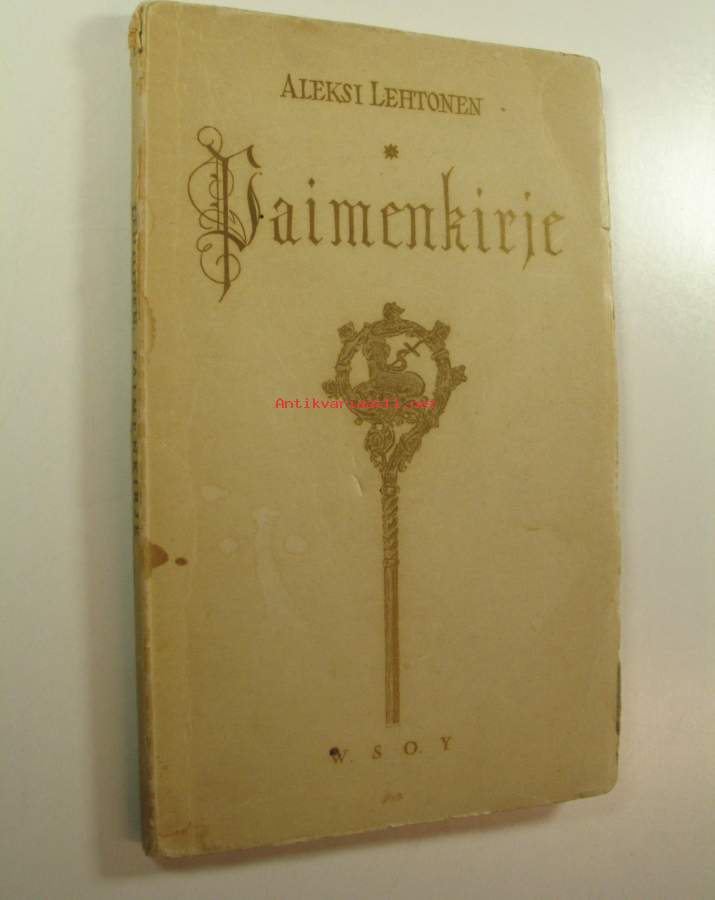 ALEKSI LEHTONEN
*
Paimenkirje
Antikvariaatti.net
W. S. O. Y